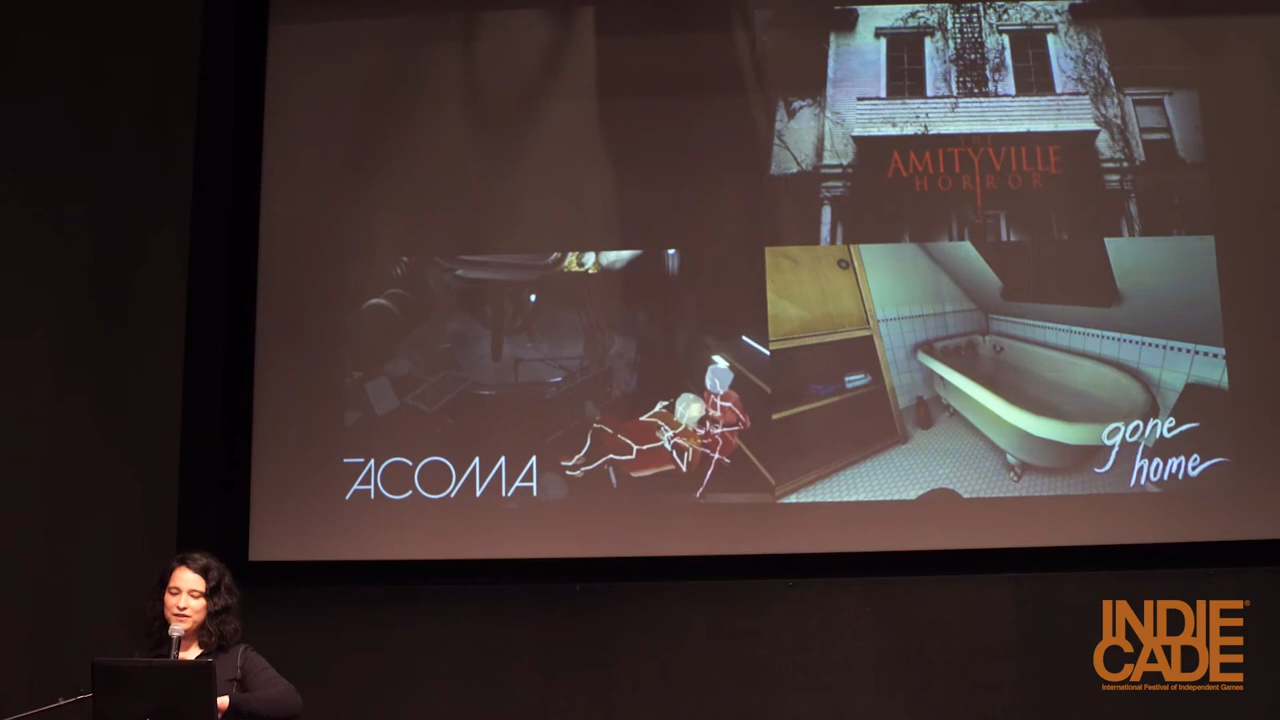 THE
AMITYVILLE
HORROR
TACOMA
gone
home
INDIE
CADE®
International Festival of Independent Games